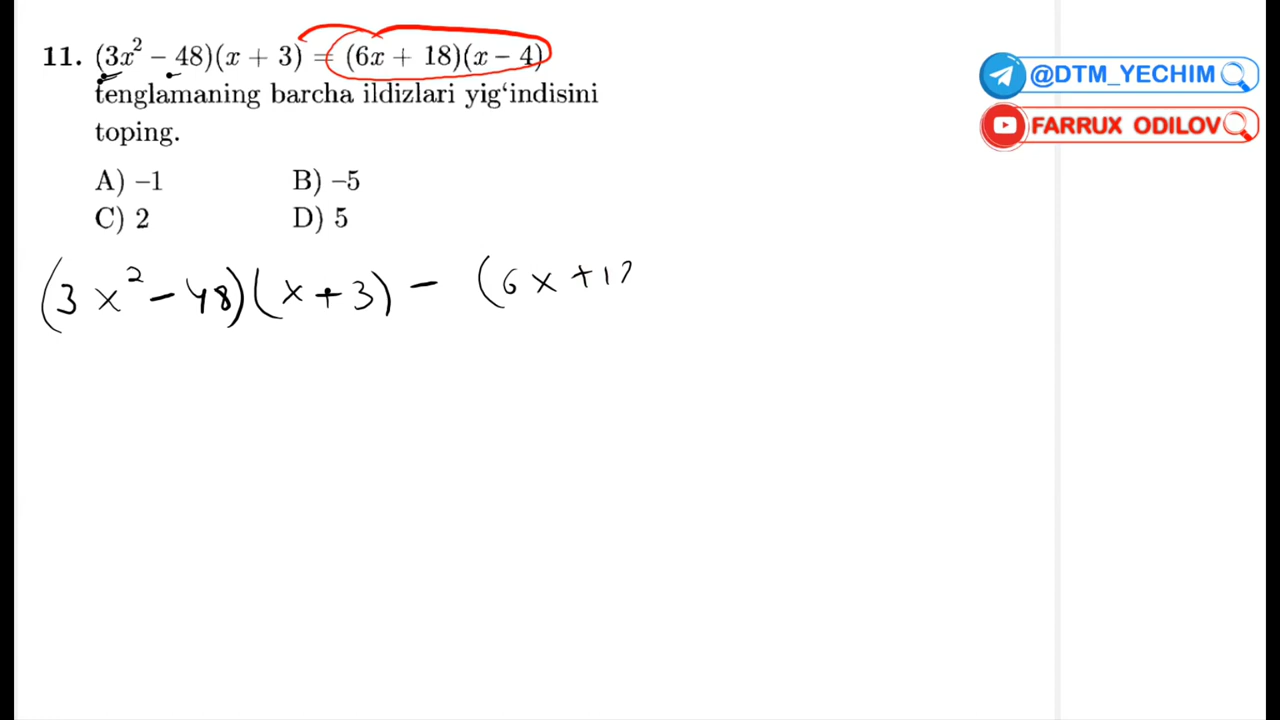 11. (3x² − 48)(x + 3) = (6x + 18)(x − 4)
tenglamaning barcha ildizlari yig‘indisini
toping.
A) –1 B) –5
C) 2 D) 5
(3x² − 48)(x + 3) − (6x + 1
@DTM_YECHIM
FARRUX ODILOV